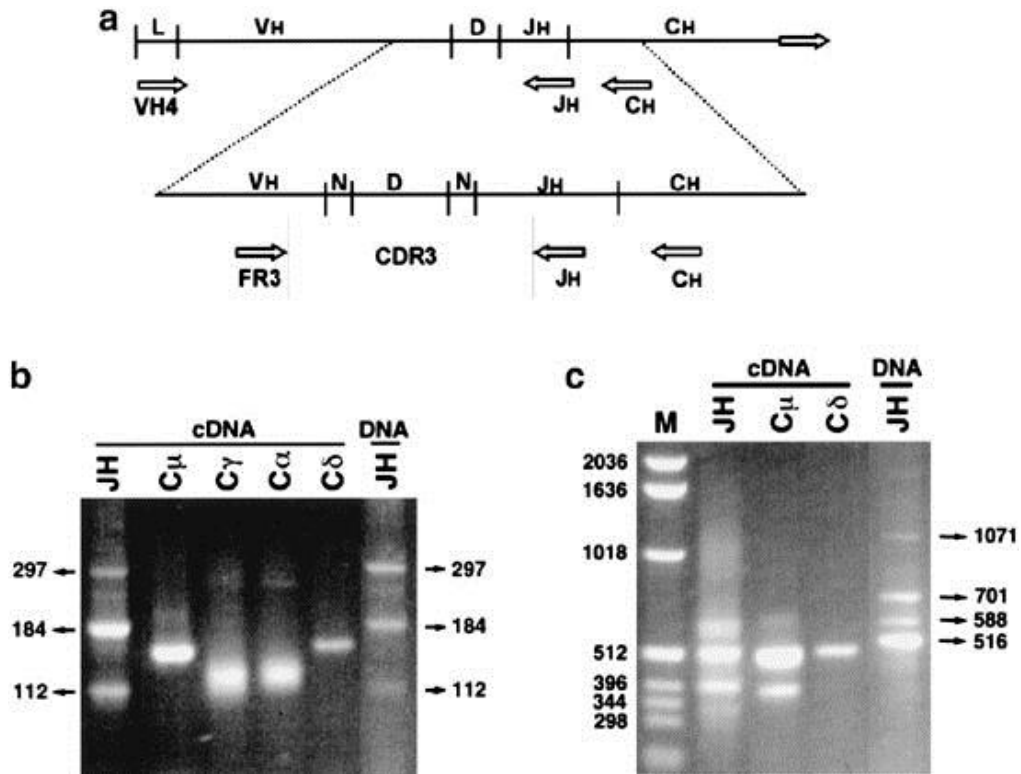 a
L VH D JH CH
VH4 JH CH
VH N D N JH CH
FR3 CDR3 JH CH
b
cDNA DNA
JH Cμ Cγ Cα Cδ JH
297 297
184 184
112 112
c
cDNA DNA
M JH Cμ Cδ JH
2036
1636
1018
512
396
344
298
1071
701
588
516